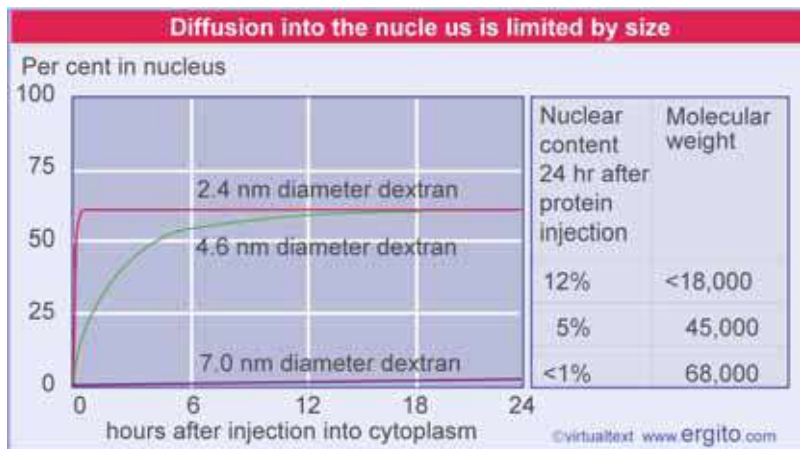 Diffusion into the nucle us is limited by size
Per cent in nucleus
100
75
50
25
0
2.4 nm diameter dextran
4.6 nm diameter dextran
7.0 nm diameter dextran
0 6 12 18 24
hours after injection into cytoplasm
Nuclear Molecular
content weight
24 hr after
protein
injection
12% <18,000
5% 45,000
<1% 68,000
©virtualtext www.ergito.com